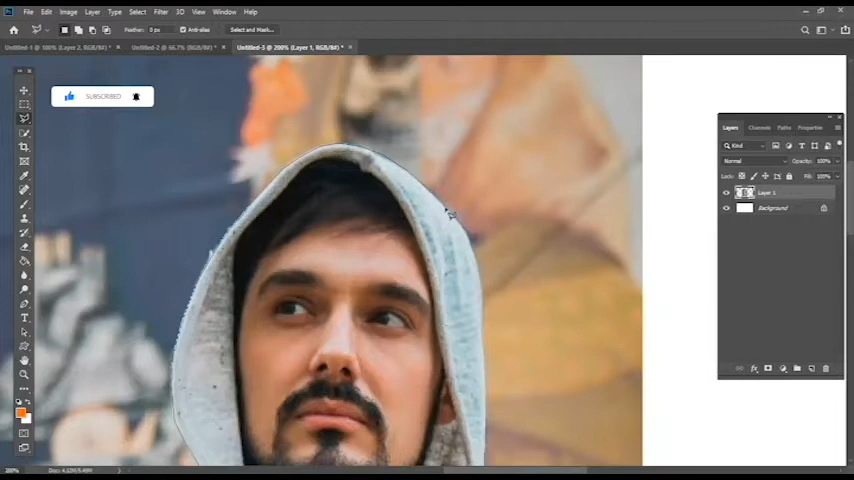 Ps File Edit Image Layer Type Select Filter 3D View Window Help
Feather: 0 px Anti-alias Select and Mask...
Untitled-1 @ 100% (Layer 2, RGB/8#) * × Untitled-2 @ 66.7% (RGB/8#) * × Untitled-3 @ 200% (Layer 1, RGB/8#) * ×
SUBSCRIBED
Layers Channels Paths Properties
Kind
Normal Opacity: 100%
Lock: Fill: 100%
Layer 1
Background
T
200%